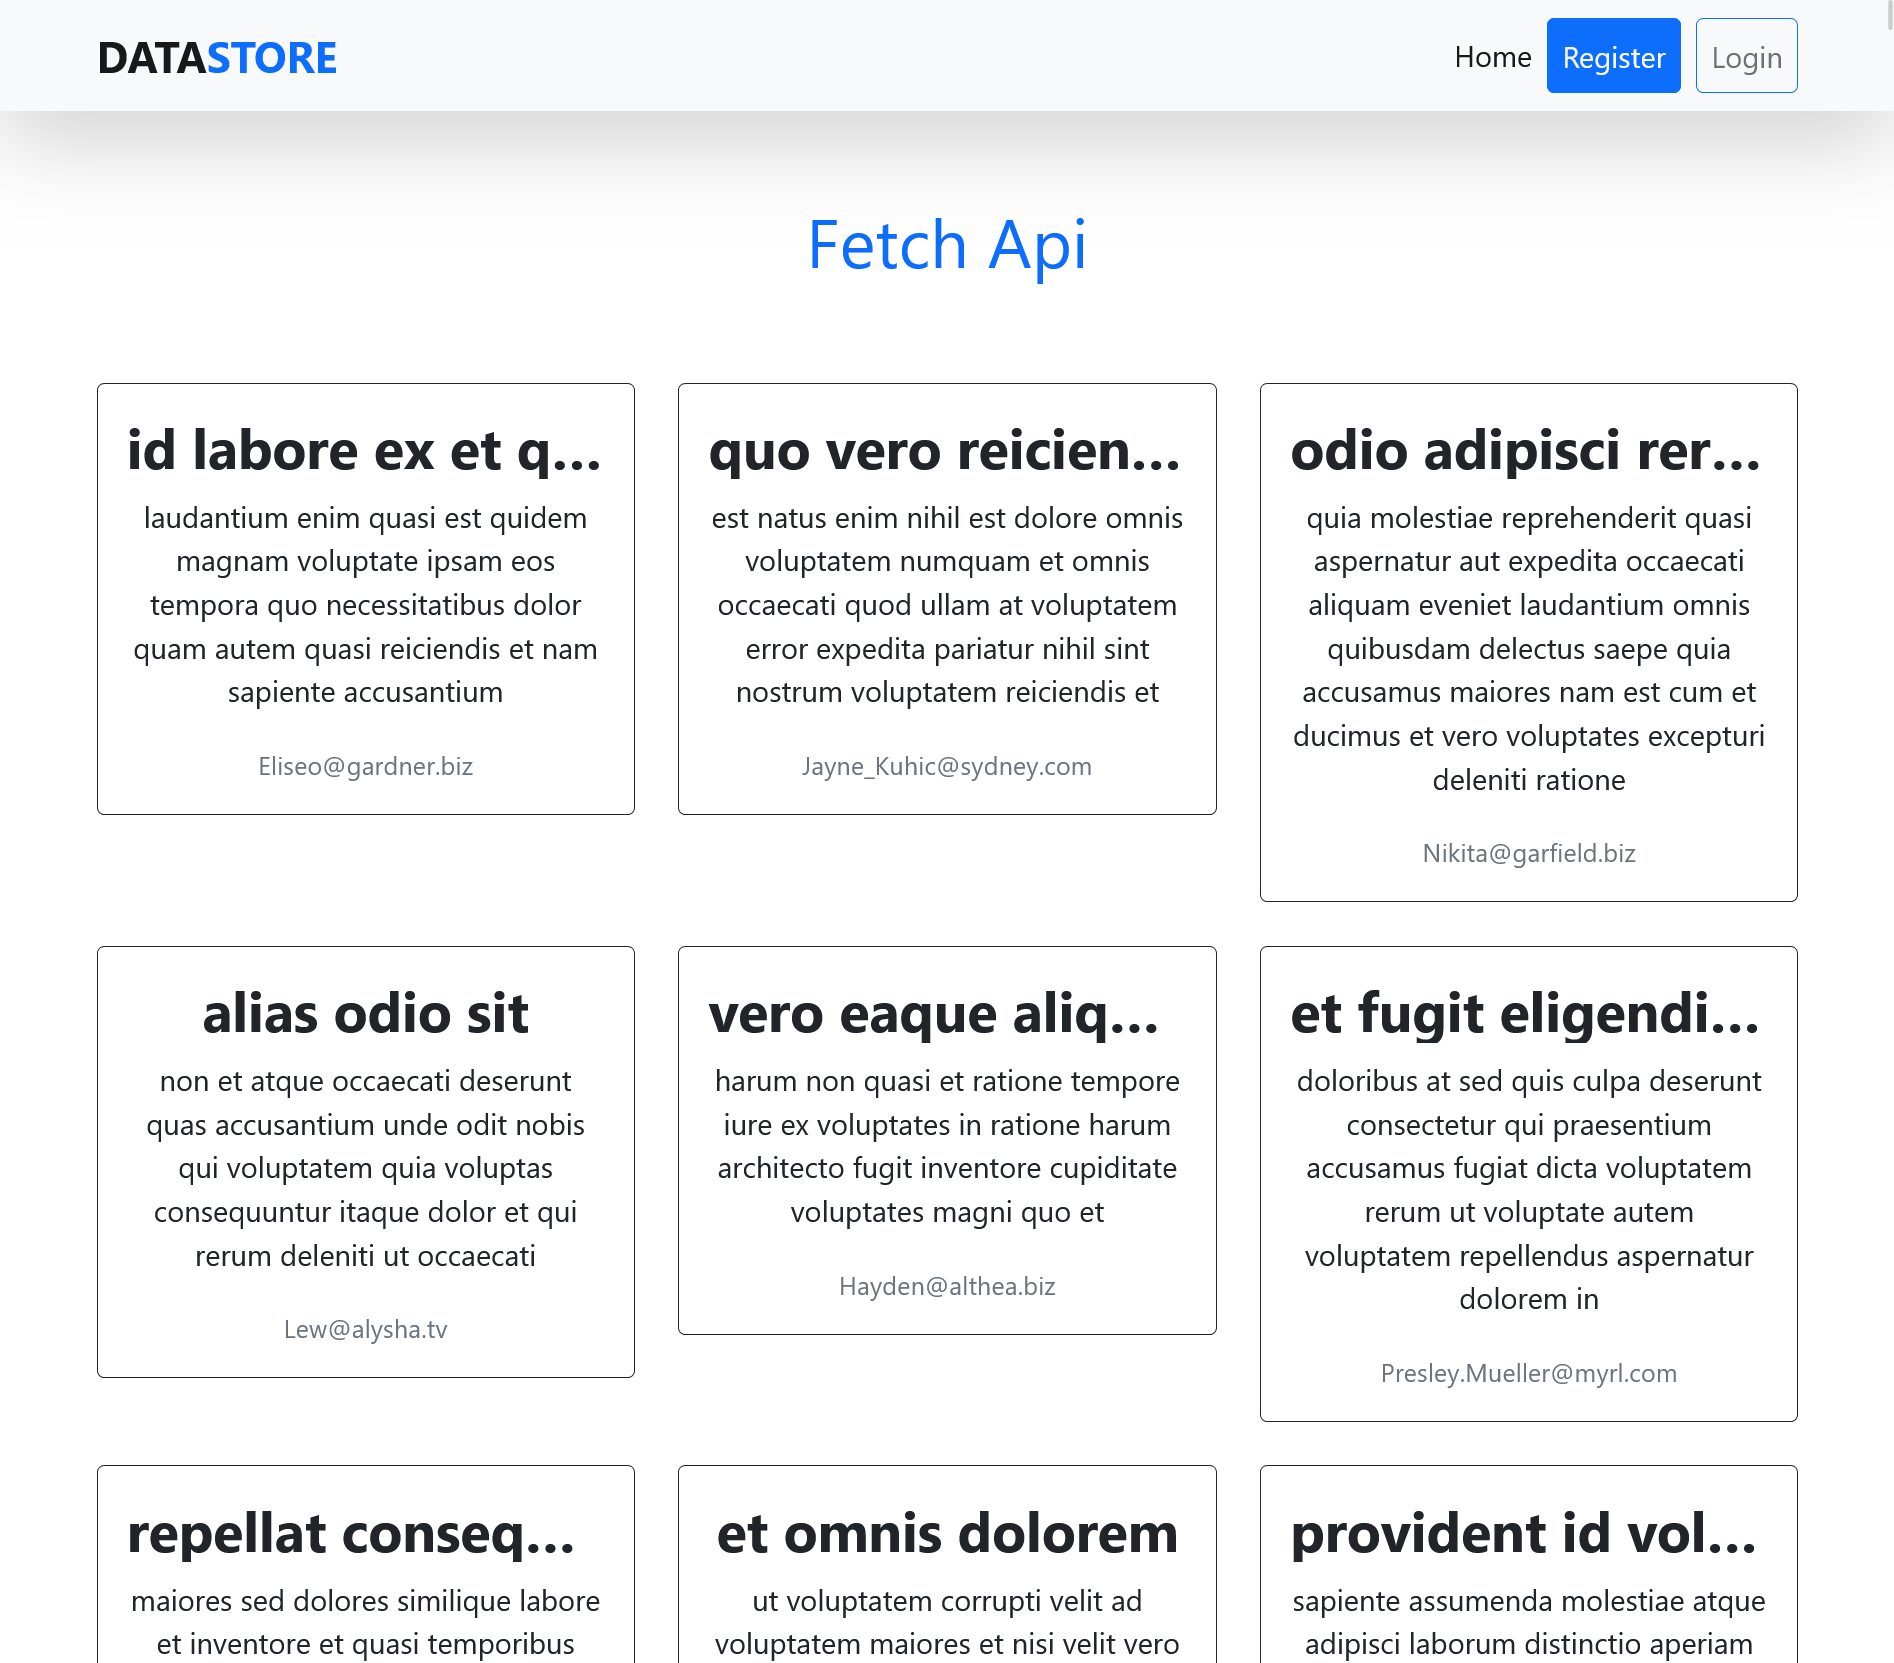 DATASTORE
Home
Register
Login
Fetch Api
id labore ex et q...
laudantium enim quasi est quidem
magnam voluptate ipsam eos
tempora quo necessitatibus dolor
quam autem quasi reiciendis et nam
sapiente accusantium
Eliseo@gardner.biz
quo vero reicien...
est natus enim nihil est dolore omnis
voluptatem numquam et omnis
occaecati quod ullam at voluptatem
error expedita pariatur nihil sint
nostrum voluptatem reiciendis et
Jayne_Kuhic@sydney.com
odio adipisci rer...
quia molestiae reprehenderit quasi
aspernatur aut expedita occaecati
aliquam eveniet laudantium omnis
quibusdam delectus saepe quia
accusamus maiores nam est cum et
ducimus et vero voluptates excepturi
deleniti ratione
Nikita@garfield.biz
alias odio sit
non et atque occaecati deserunt
quas accusantium unde odit nobis
qui voluptatem quia voluptas
consequuntur itaque dolor et qui
rerum deleniti ut occaecati
Lew@alysha.tv
vero eaque aliq...
harum non quasi et ratione tempore
iure ex voluptates in ratione harum
architecto fugit inventore cupiditate
voluptates magni quo et
Hayden@althea.biz
et fugit eligendi...
doloribus at sed quis culpa deserunt
consectetur qui praesentium
accusamus fugiat dicta voluptatem
rerum ut voluptate autem
voluptatem repellendus aspernatur
dolorem in
Presley.Mueller@myrl.com
repellat conseq...
maiores sed dolores similique labore
et inventore et quasi temporibus
et omnis dolorem
ut voluptatem corrupti velit ad
voluptatem maiores et nisi velit vero
provident id vol...
sapiente assumenda molestiae atque
adipisci laborum distinctio aperiam